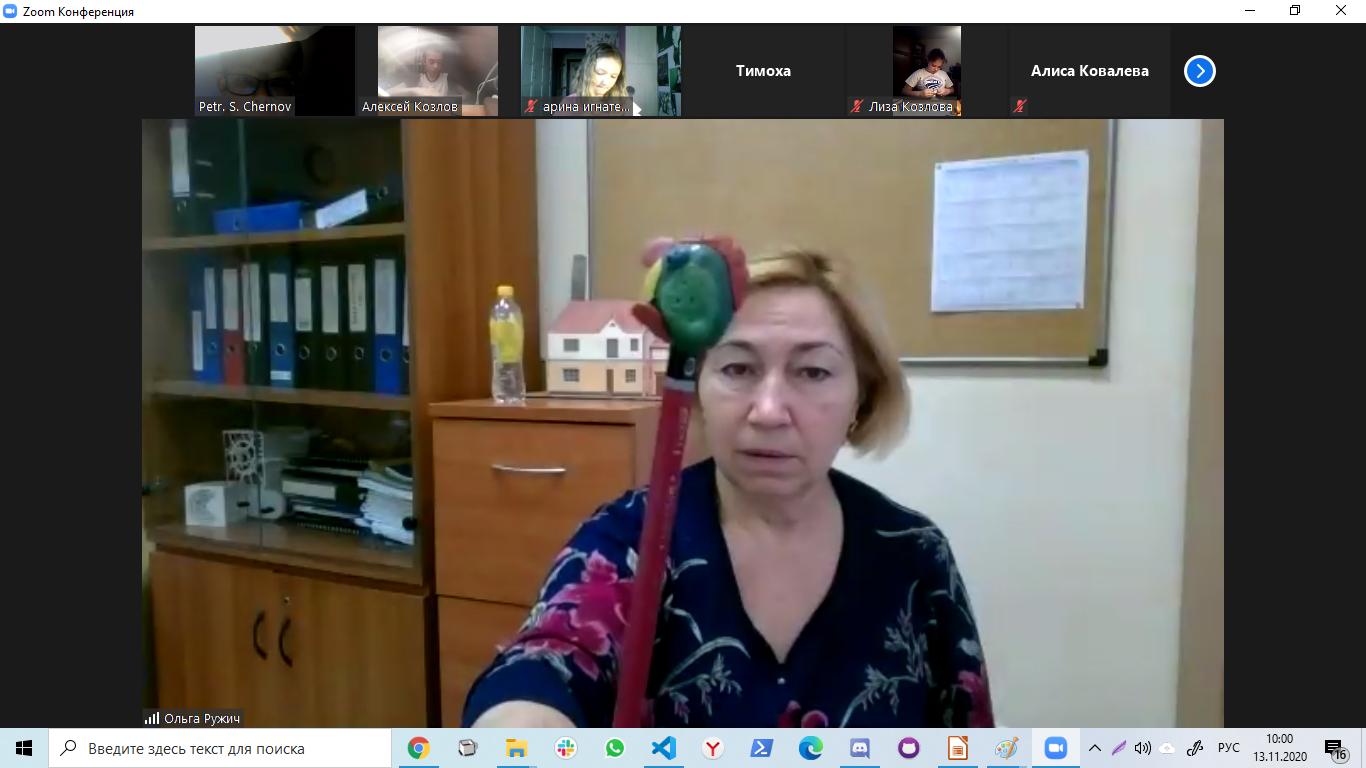 Zoom Конференция
Petr. S. Chernov
Алексей Козлов
арина игнате...
Тимоха
Лиза Козлова
Алиса Ковалева
Ольга Ружич
Введите здесь текст для поиска
РУС
10:00
13.11.2020
16